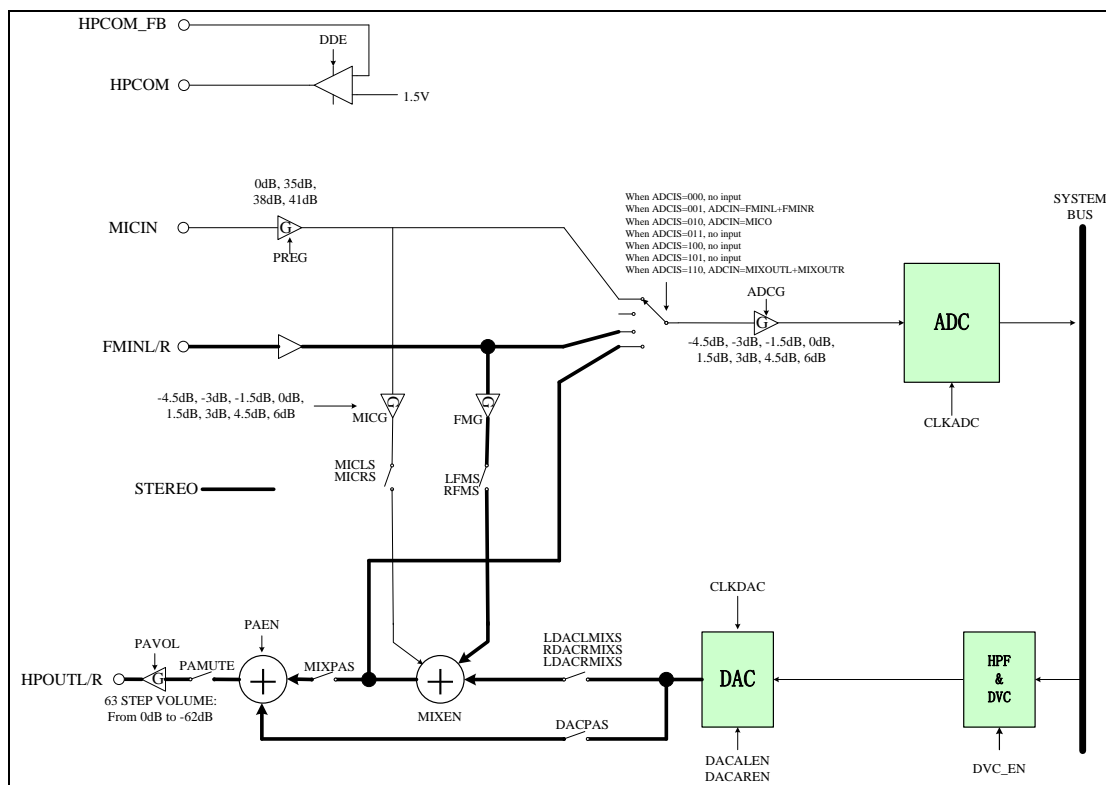 HPCOM_FB
DDE
HPCOM
1.5V
0dB, 35dB,
38dB, 41dB
MICIN
G
PREG
When ADCIS=000, no input
When ADCIS=001, ADCIN=FMINL+FMINR
When ADCIS=010, ADCIN=MICO
When ADCIS=011, no input
When ADCIS=100, no input
When ADCIS=101, no input
When ADCIS=110, ADCIN=MIXOUTL+MIXOUTR
SYSTEM
BUS
ADCG
G
ADC
FMINL/R
-4.5dB, -3dB, -1.5dB, 0dB,
1.5dB, 3dB, 4.5dB, 6dB
-4.5dB, -3dB, -1.5dB, 0dB,
1.5dB, 3dB, 4.5dB, 6dB
G
MICG
G
FMG
CLKADC
MICLS
MICRS
LFMS
RFMS
STEREO
CLKDAC
PAEN
LDACLMIXS
RDACRMIXS
LDACRMIXS
PAVOL
PAMUTE
MIXPAS
HPOUTL/R
G
+
+
DAC
HPF
&
DVC
63 STEP VOLUME:
From 0dB to -62dB
MIXEN
DACPAS
DACALEN
DACAREN
DVC_EN